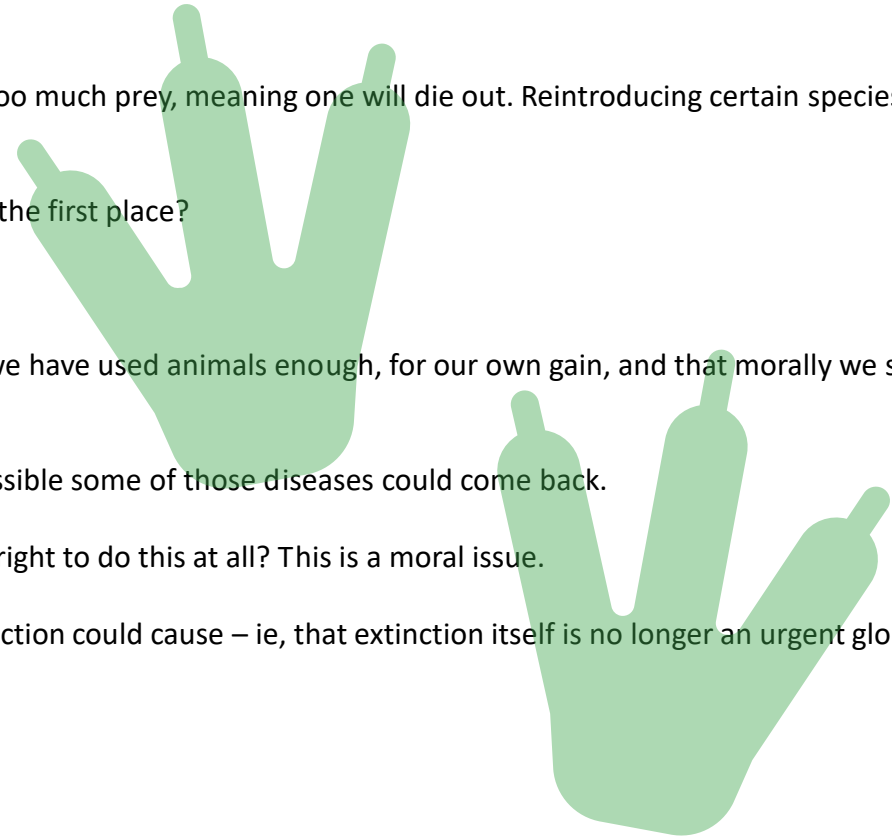 oo much prey, meaning one will die out. Reintroducing certain species
the first place?
ve have used animals enough, for our own gain, and that morally we s
ssible some of those diseases could come back.
right to do this at all? This is a moral issue.
ction could cause – ie, that extinction itself is no longer an urgent glo